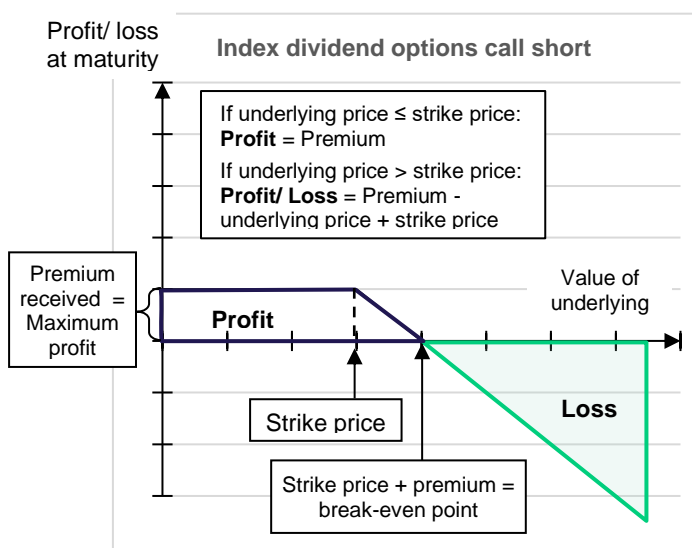 Profit/ loss
at maturity
Index dividend options call short
If underlying price ≤ strike price:
Profit = Premium
If underlying price > strike price:
Profit/ Loss = Premium -
underlying price + strike price
Premium
received =
Maximum
profit
Profit
Value of
underlying
Strike price
Loss
Strike price + premium =
break-even point